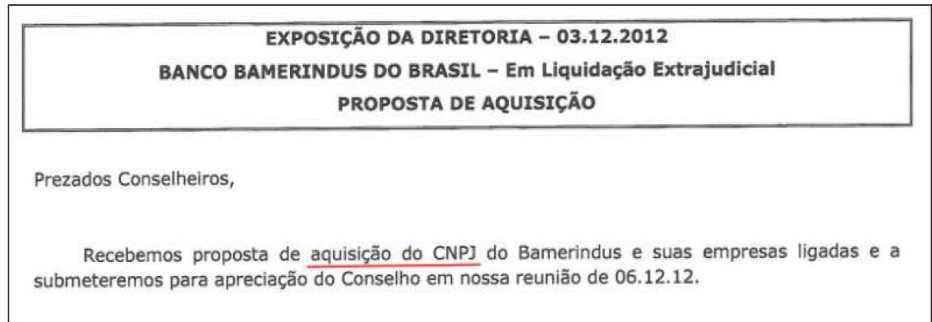 EXPOSIÇÃO DA DIRETORIA – 03.12.2012
BANCO BAMERINDUS DO BRASIL – Em Liquidação Extrajudicial
PROPOSTA DE AQUISIÇÃO
Prezados Conselheiros,
Recebemos proposta de aquisição do CNPJ do Bamerindus e suas empresas ligadas e a
submeteremos para apreciação do Conselho em nossa reunião de 06.12.12.